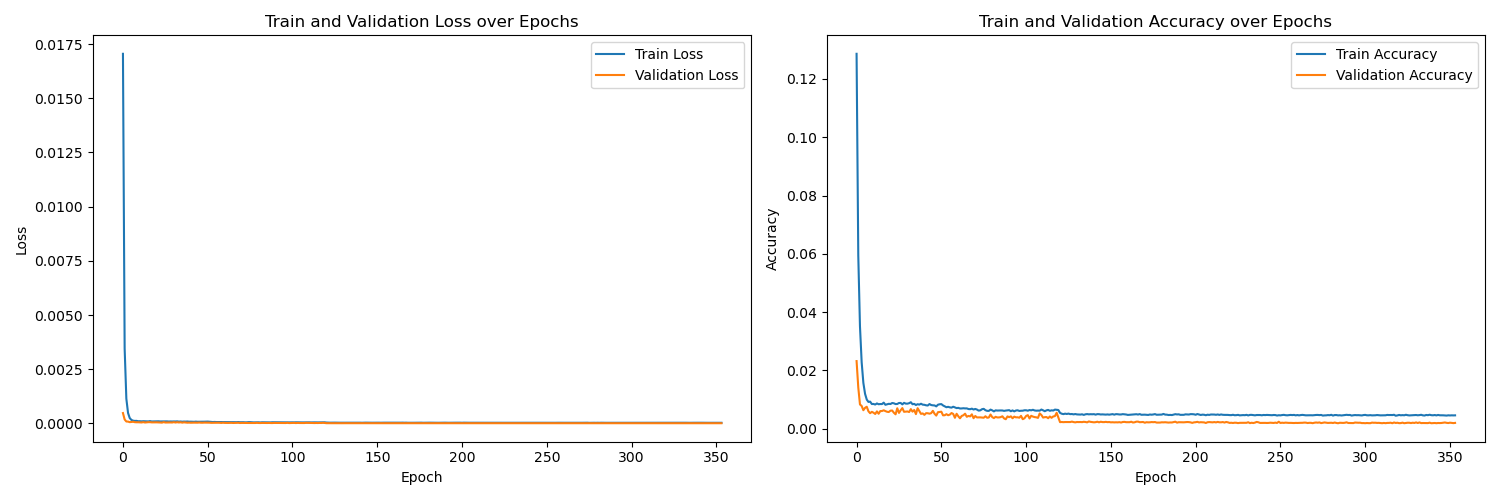 Train and Validation Loss over Epochs
Loss
0.0175
0.0150
0.0125
0.0100
0.0075
0.0050
0.0025
0.0000
Train Loss
Validation Loss
0 50 100 150 200 250 300 350
Epoch
Train and Validation Accuracy over Epochs
Accuracy
0.12
0.10
0.08
0.06
0.04
0.02
0.00
Train Accuracy
Validation Accuracy
0 50 100 150 200 250 300 350
Epoch